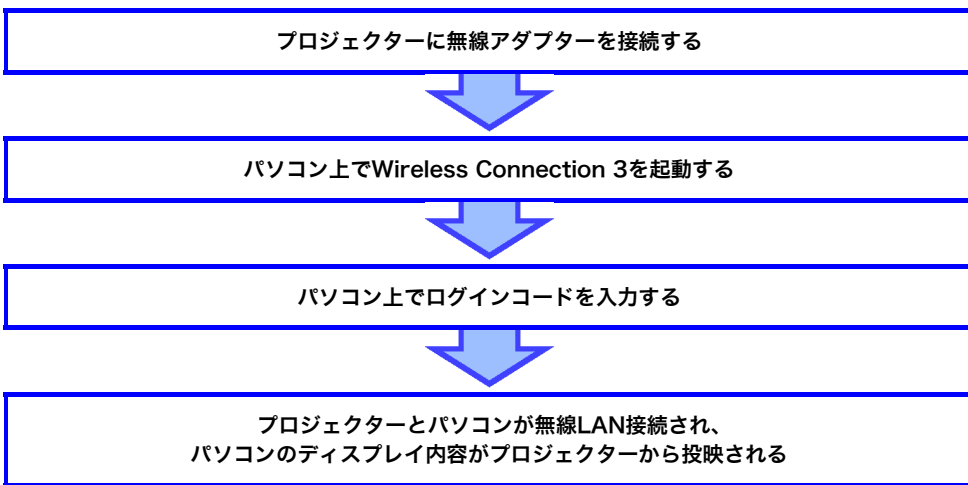 プロジェクターに無線アダプターを接続する
パソコン上でWireless Connection 3を起動する
パソコン上でログインコードを入力する
プロジェクターとパソコンが無線LAN接続され、
パソコンのディスプレイ内容がプロジェクターから投映される